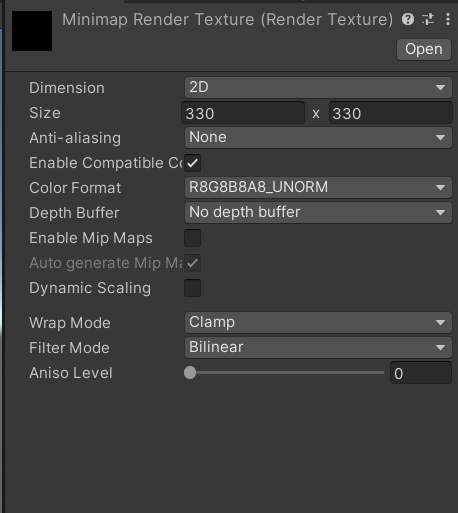 Minimap Render Texture (Render Texture)
Open
Dimension 2D
Size 330 x 330
Anti-aliasing None
Enable Compatible Co
Color Format R8G8B8A8_UNORM
Depth Buffer No depth buffer
Enable Mip Maps
Auto generate Mip Ma
Dynamic Scaling
Wrap Mode Clamp
Filter Mode Bilinear
Aniso Level 0